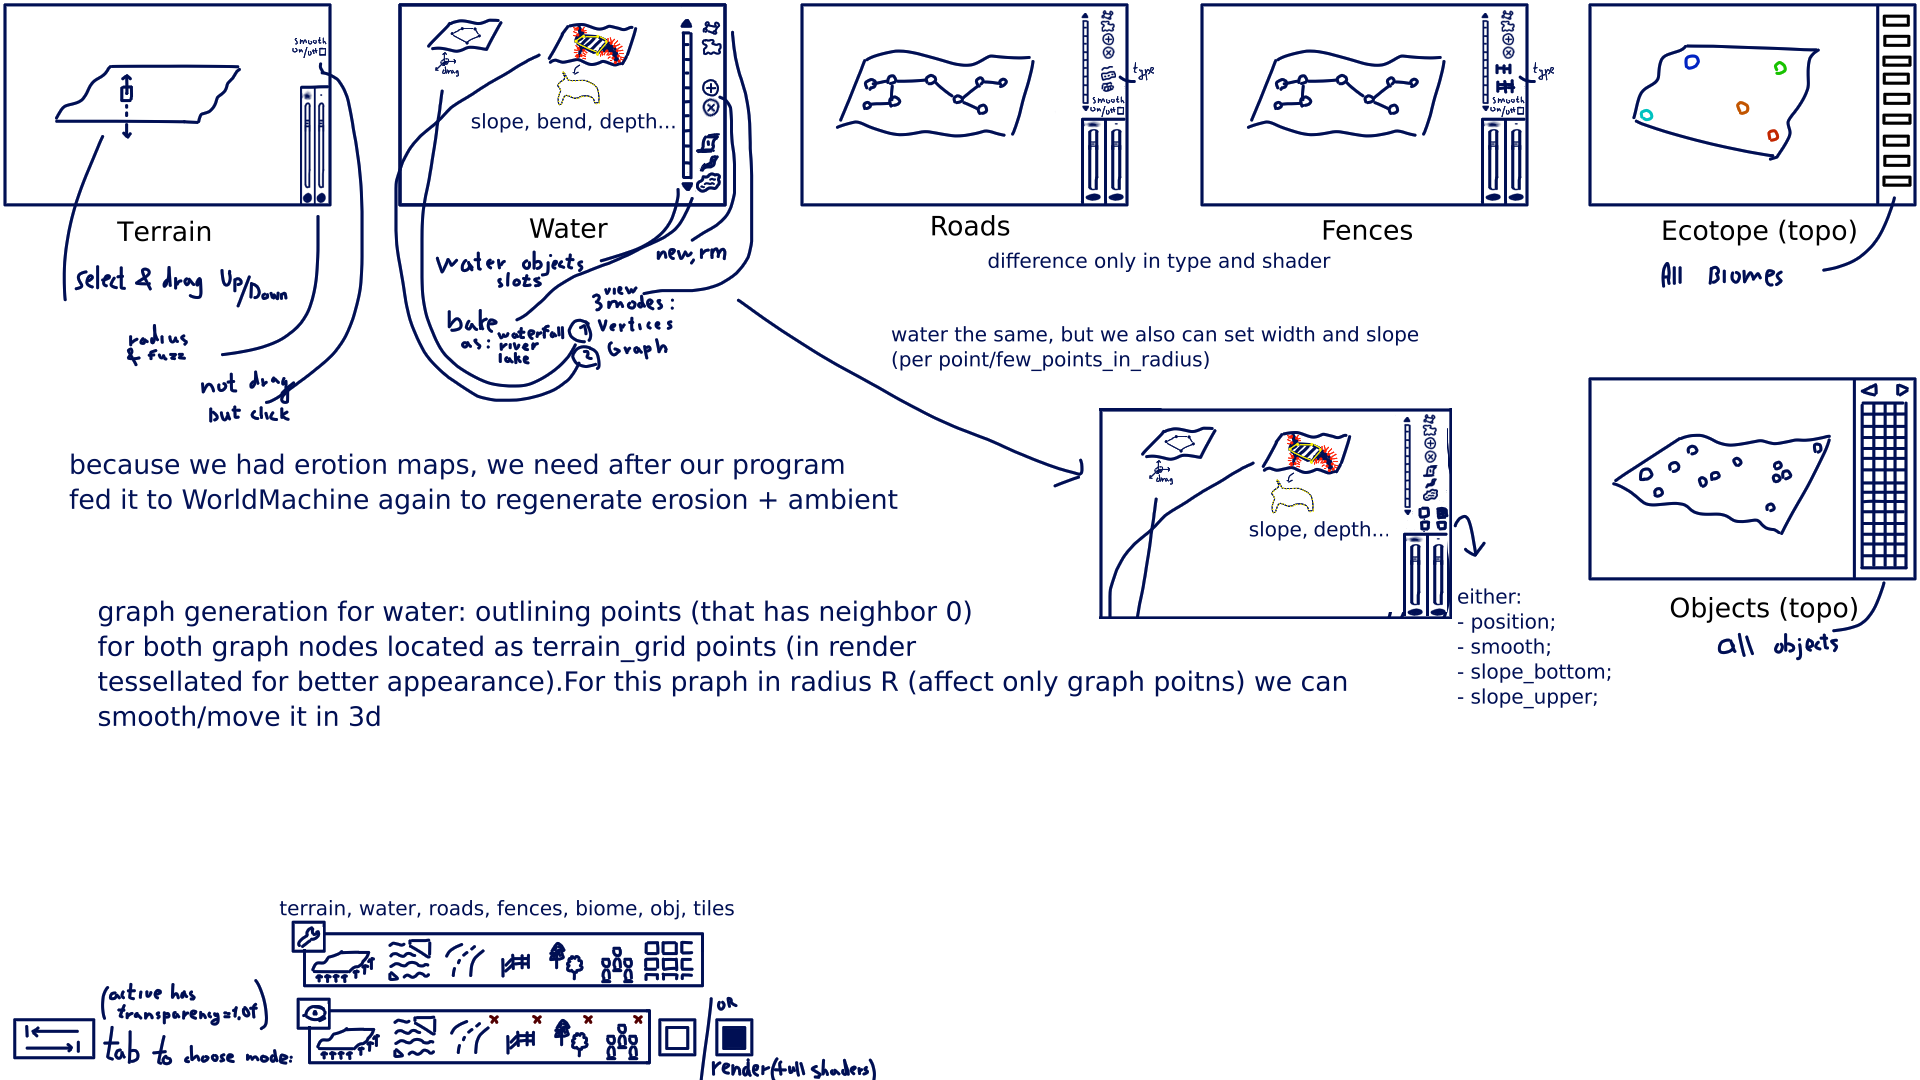 smooth
on/off
Terrain
select & drag Up/Down
radius
& fuzz
not drag
but click
drag
slope, bend, depth...
Water
water objects
slots
new,rm
view
3 modes:
bake
as:
waterfall
river
lake
1 Vertices
2 Graph
type
smooth
on/off
Roads
type
smooth
on/off
Fences
difference only in type and shader
Ecotope (topo)
All Biomes
water the same, but we also can set width and slope
(per point/few_points_in_radius)
because we had erotion maps, we need after our program
fed it to WorldMachine again to regenerate erosion + ambient
drag
slope, depth...
either:
- position;
- smooth;
- slope_bottom;
- slope_upper;
Objects (topo)
all objects
graph generation for water: outlining points (that has neighbor 0)
for both graph nodes located as terrain_grid points (in render
tessellated for better appearance).For this praph in radius R (affect only graph poitns) we can
smooth/move it in 3d
terrain, water, roads, fences, biome, obj, tiles
(active has
transparency=1.0f)
tab to choose mode:
OR
render(full shaders)